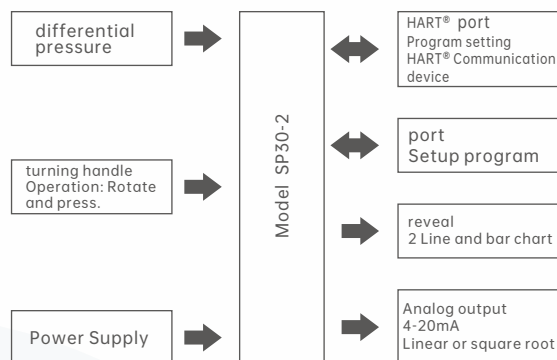 differential
pressure
turning handle
Operation: Rotate
and press.
Power Supply
Model SP30-2
HART® port
Program setting
HART® Communication
device
port
Setup program
reveal
2 Line and bar chart
Analog output
4-20mA
Linear or square root